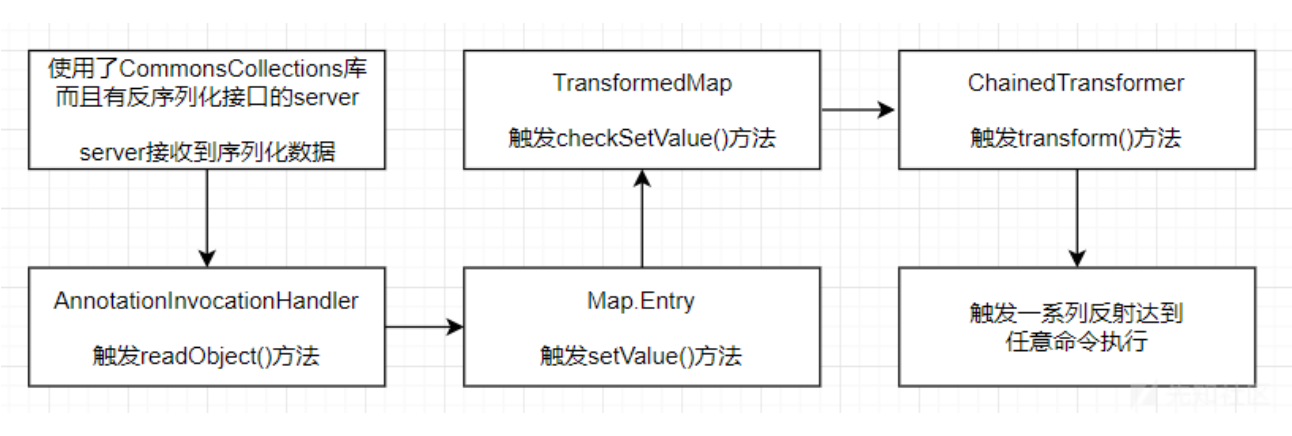 使用了CommonsCollections库
而且有反序列化接口的server
server接收到序列化数据
AnnotationInvocationHandler
触发readObject()方法
Map.Entry
触发setValue()方法
TransformedMap
触发checkSetValue()方法
ChainedTransformer
触发transform()方法
触发一系列反射达到
任意命令执行